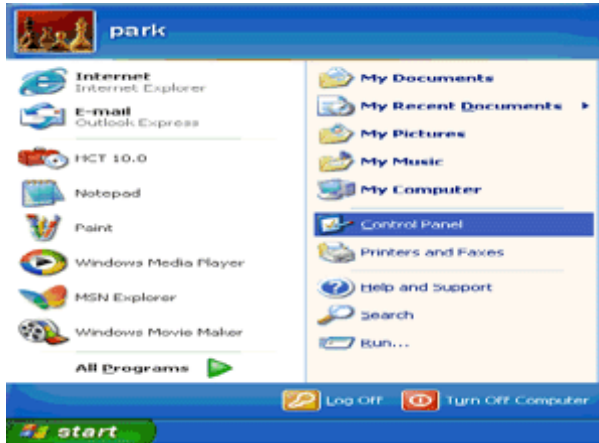 park
Internet
Internet Explorer
E-mail
Outlook Express
HCT 10.0
Notepad
Paint
Windows Media Player
MSN Explorer
Windows Movie Maker
All Programs
My Documents
My Recent Documents
My Pictures
My Music
My Computer
Control Panel
Printers and Faxes
Help and Support
Search
Run...
Log Off
Turn Off Computer
start